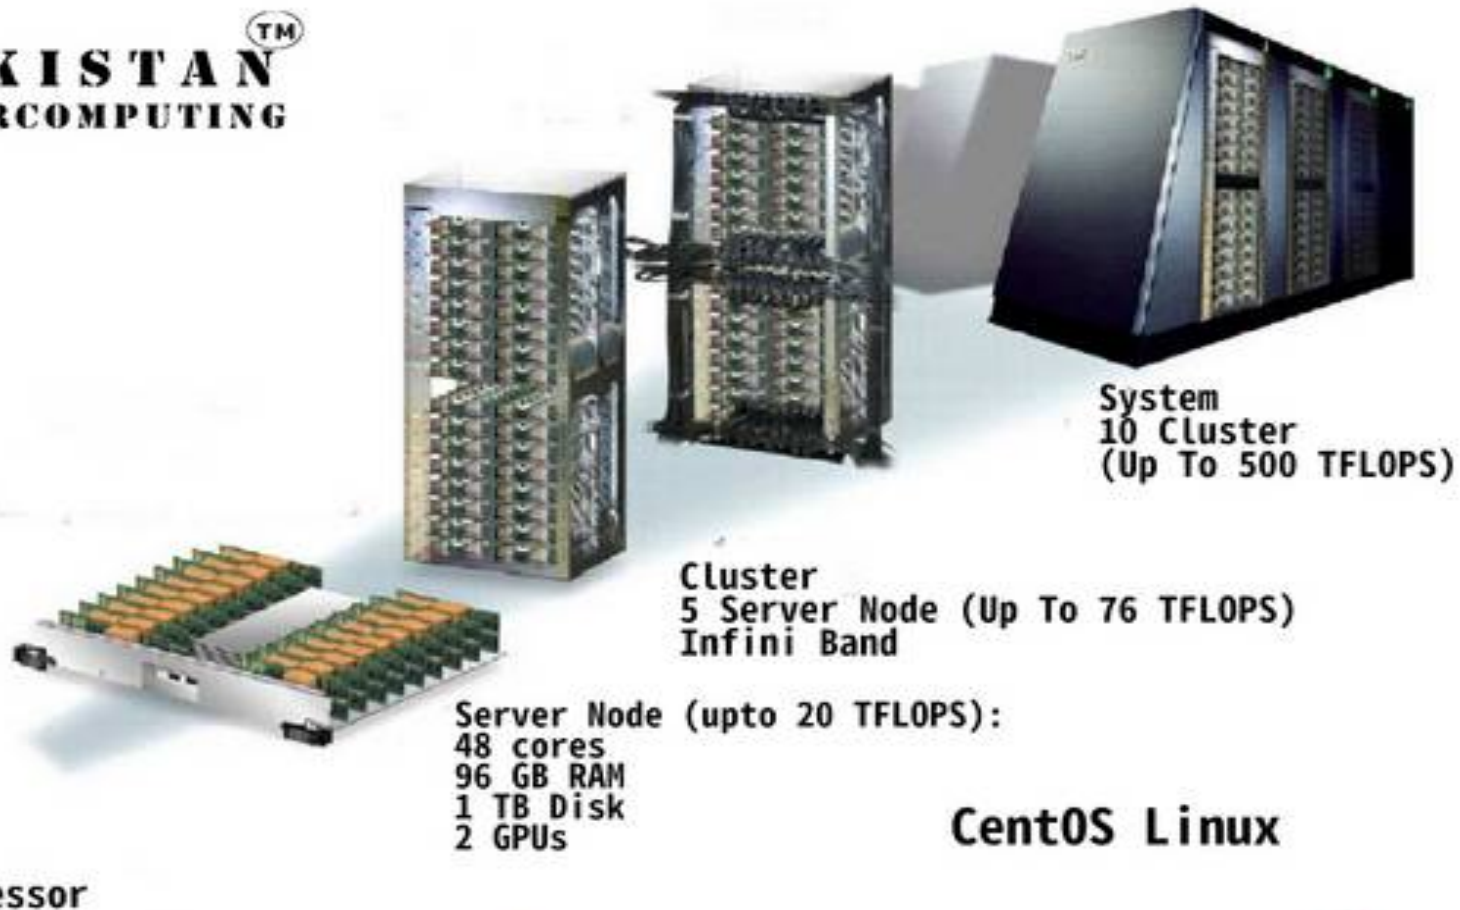 KISTAN TM
RCOMPUTING
System
10 Cluster
(Up To 500 TFLOPS)
Cluster
5 Server Node (Up To 76 TFLOPS)
Infini Band
Server Node (upto 20 TFLOPS):
48 cores
96 GB RAM
1 TB Disk
2 GPUs
CentOS Linux
essor